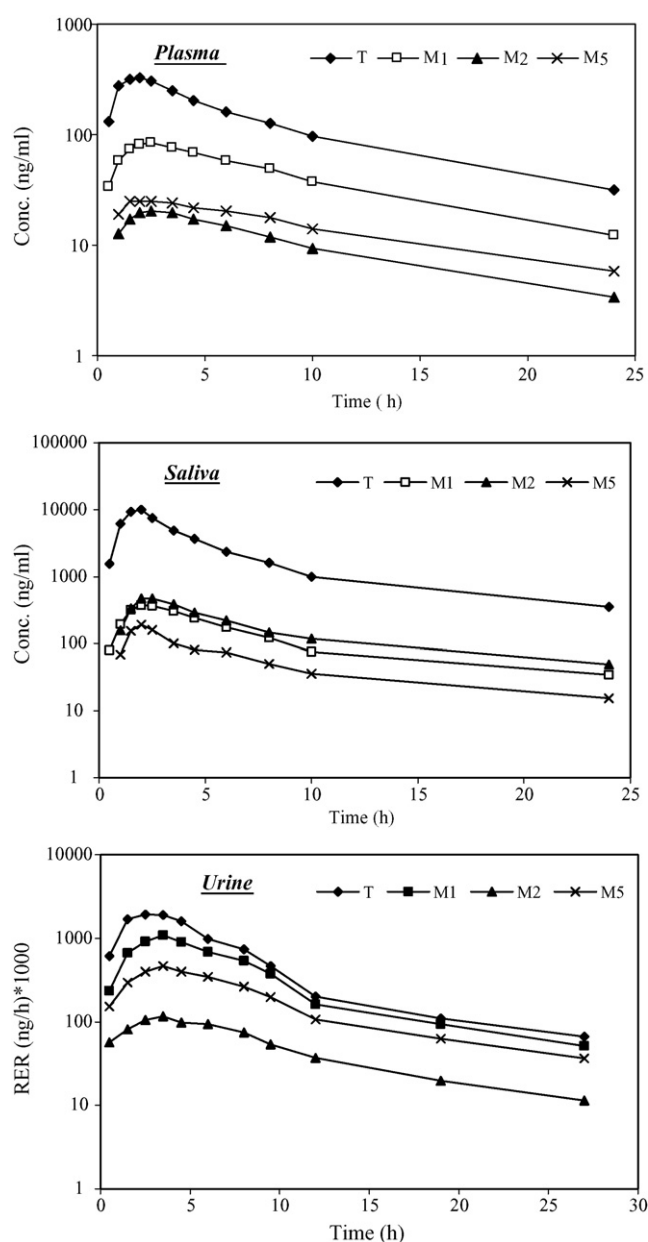 1000
Plasma
T M1 M2 M5
100
Conc. (ng/ml)
10
1
0 5 10 15 20 25
Time ( h)
100000
Saliva
T M1 M2 M5
10000
1000
Conc. (ng/ml)
100
10
1
0 5 10 15 20 25
Time (h)
10000
Urine
T M1 M2 M5
1000
RER (ng/h)*1000
100
10
1
0 5 10 15 20 25 30
Time (h)